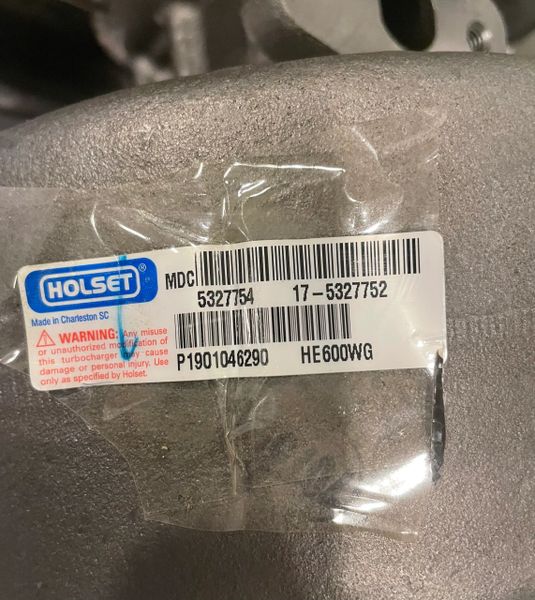 HOLSET®
Made in Charleston SC
WARNING: Any misuse
or unauthorized modification of
this turbocharger may cause
damage or personal injury. Use
only as specified by Holset.
MDC
5327754 17-5327752
P1901046290 HE600WG